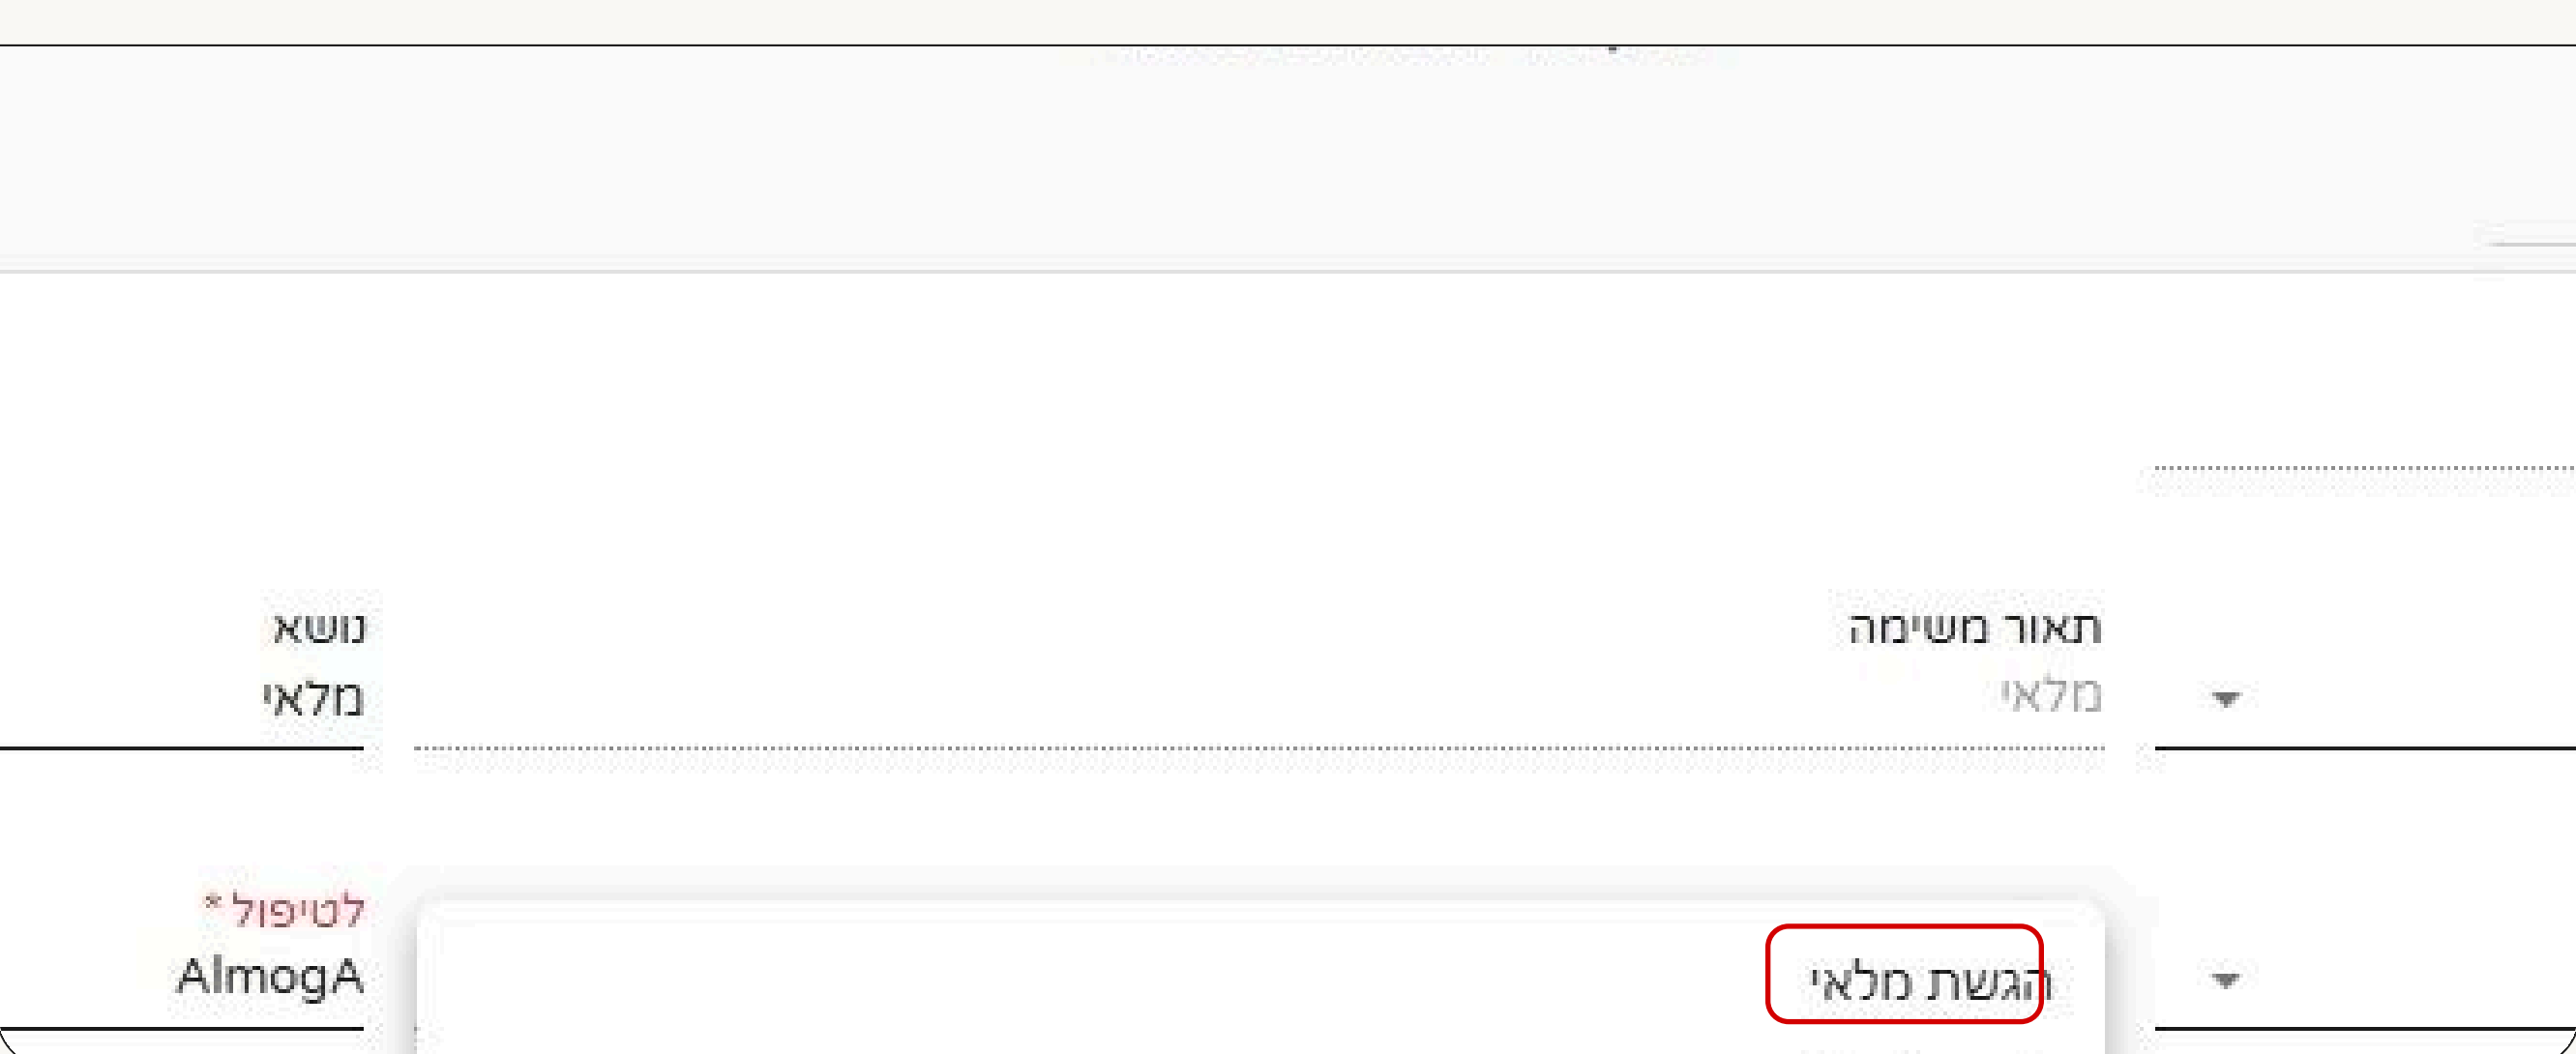 תאור משימה
מלאי
נושא
מלאי
הגשת מלאי
לטיפול *
AlmogA